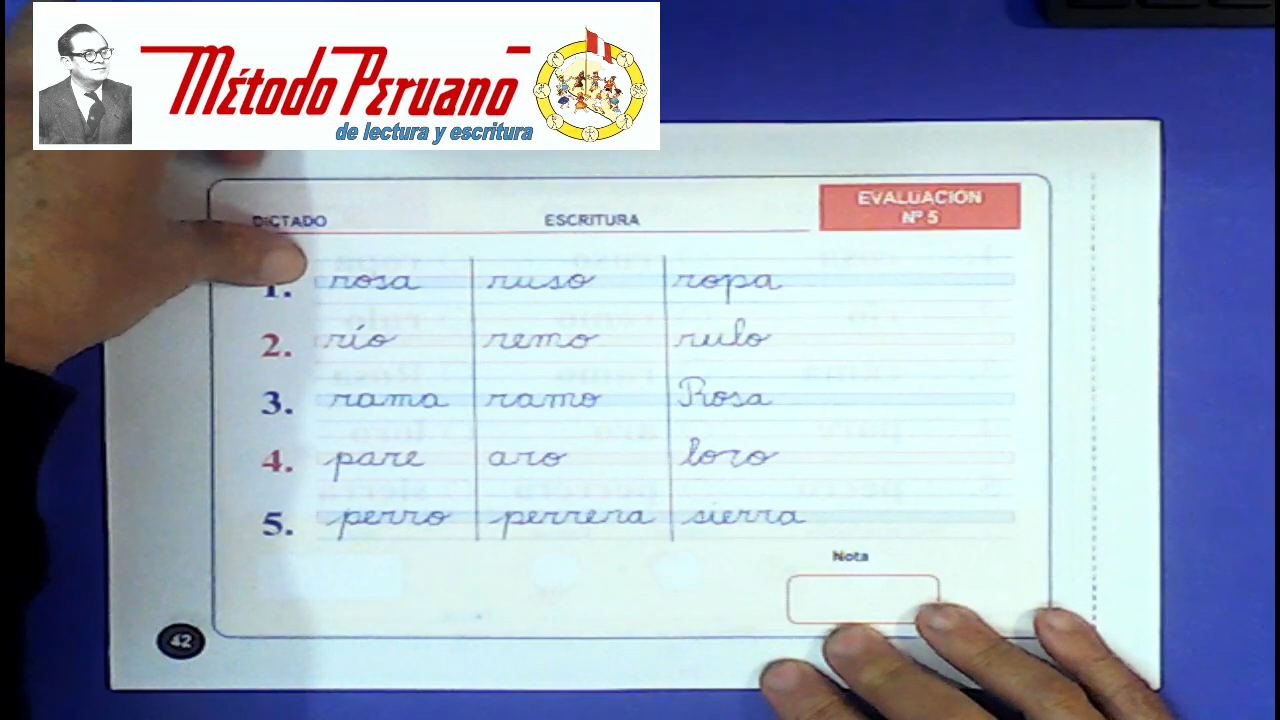 Método Peruano
de lectura y escritura
DICTADO ESCRITURA EVALUACIÓN
Nº 5
1. rosa ruso ropa
2. río remo rulo
3. rama ramo Rosa
4. pare aro loro
5. perro perrera sierra
Nota
42